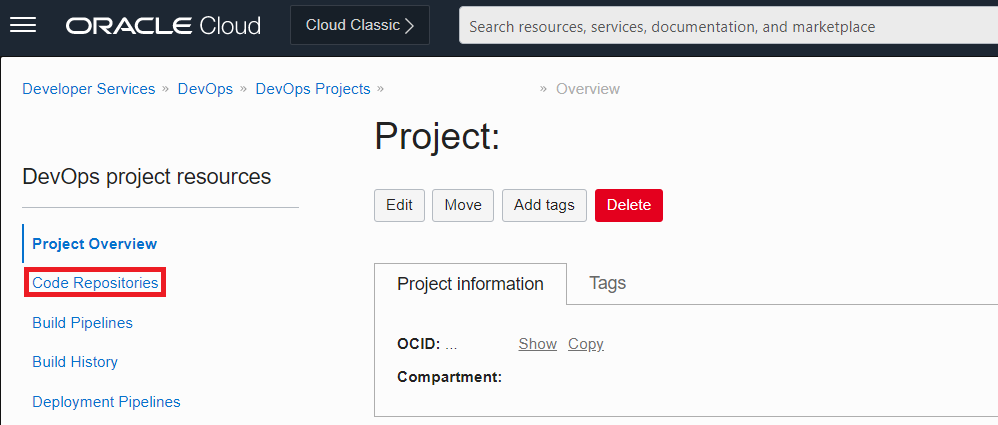 ORACLE Cloud
Cloud Classic
Search resources, services, documentation, and marketplace
Developer Services » DevOps » DevOps Projects » » Overview
Project:
DevOps project resources
Edit Move Add tags Delete
Project Overview
Code Repositories
Build Pipelines
Build History
Deployment Pipelines
Project information Tags
OCID: ... Show Copy
Compartment: